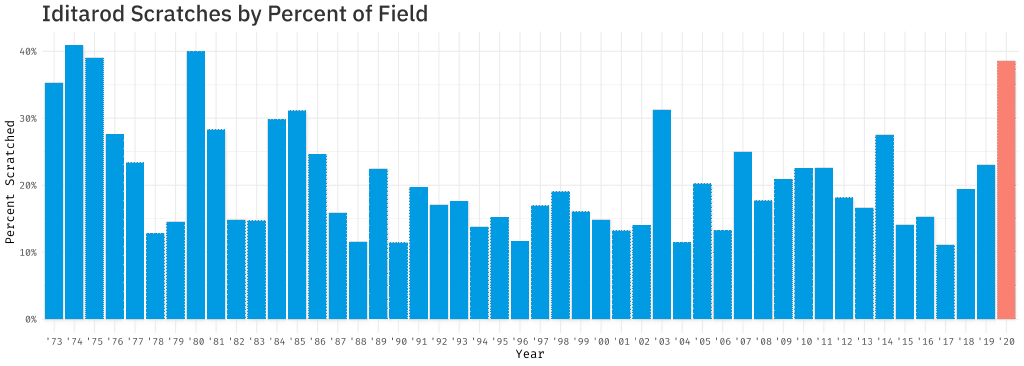 Iditarod Scratches by Percent of Field
Percent Scratched
40%
30%
20%
10%
0%
'73 '74 '75 '76 '77 '78 '79 '80 '81 '82 '83 '84 '85 '86 '87 '88 '89 '90 '91 '92 '93 '94 '95 '96 '97 '98 '99 '00 '01 '02 '03 '04 '05 '06 '07 '08 '09 '10 '11 '12 '13 '14 '15 '16 '17 '18 '19 '20
Year